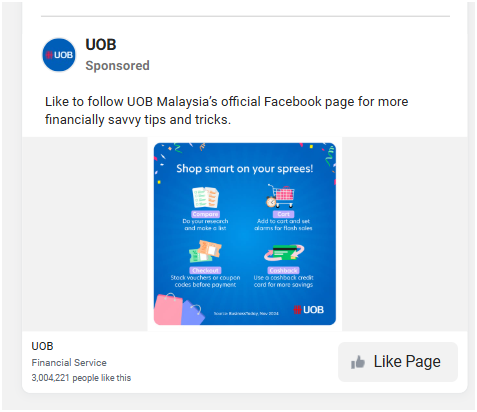 UOB
UOB
Sponsored
Like to follow UOB Malaysia’s official Facebook page for more
financially savvy tips and tricks.
Shop smart on your sprees!
Compare
Do your research
and make a list
Cart
Add to cart and set
alarms for flash sales
Checkout
Stack vouchers or coupon
codes before payment
Cashback
Use a cashback credit
card for more savings
Source: BusinessToday, Nov 2024
UOB
UOB
Financial Service
3,004,221 people like this
Like Page